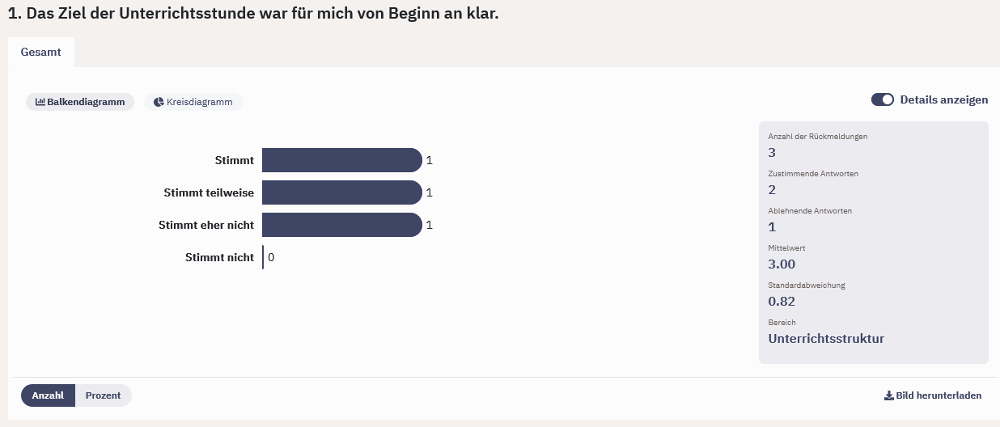 1. Das Ziel der Unterrichtsstunde war für mich von Beginn an klar.
Gesamt
Balkendiagramm
Kreisdiagramm
Details anzeigen
Stimmt 1
Stimmt teilweise 1
Stimmt eher nicht 1
Stimmt nicht 0
Anzahl der Rückmeldungen
3
Zustimmende Antworten
2
Ablehnende Antworten
1
Mittelwert
3.00
Standardabweichung
0.82
Bereich
Unterrichtsstruktur
Anzahl
Prozent
Bild herunterladen